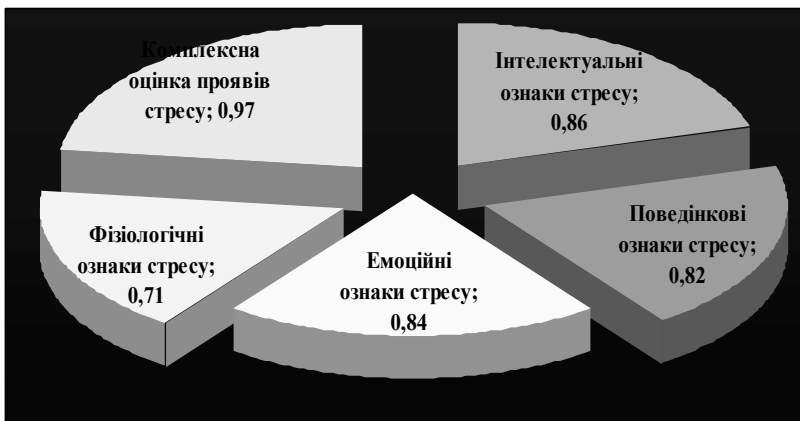 Комплексна
оцінка проявів
стресу; 0,97
Інтелектуальні
ознаки стресу;
0,86
Поведінкові
ознаки стресу;
0,82
Емоційні
ознаки стресу;
0,84
Фізіологічні
ознаки стресу;
0,71